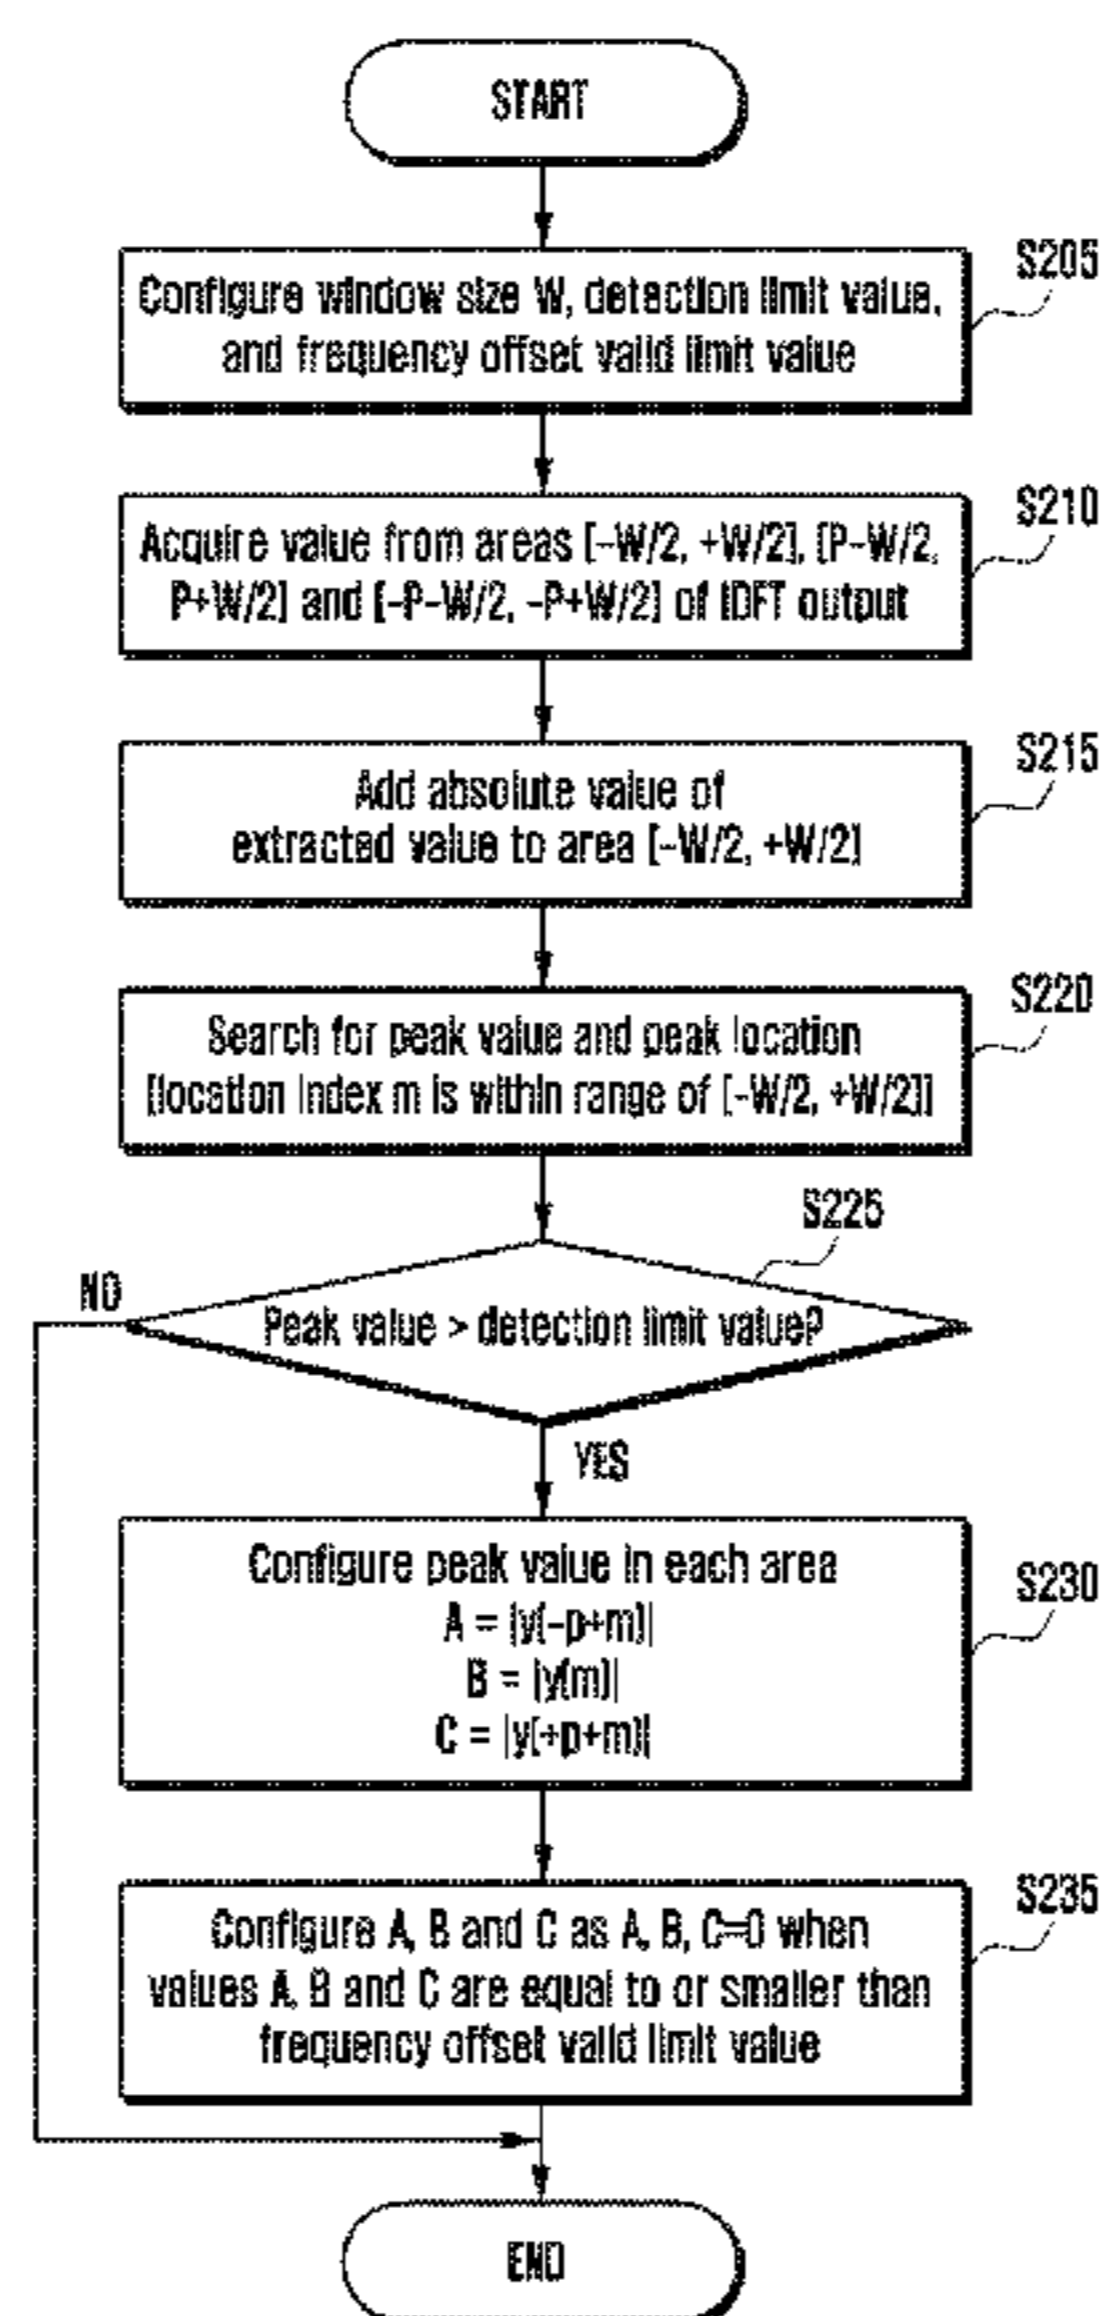 START
S205
Configure window size W, detection limit value,
and frequency offset valid limit value
S210
Acquire value from areas [-W/2, +W/2], [P-W/2,
P+W/2] and [-P-W/2, -P+W/2] of IDFT output
S215
Add absolute value of
extracted value to area [-W/2, +W/2]
S220
Search for peak value and peak location
(location index m is within range of [-W/2, +W/2])
S225
NO
Peak value > detection limit value?
YES
S230
Configure peak value in each area
A = |y(-p+m)|
B = |y(m)|
C = |y(+p+m)|
S235
Configure A, B and C as A, B, C=0 when
values A, B and C are equal to or smaller than
frequency offset valid limit value
END